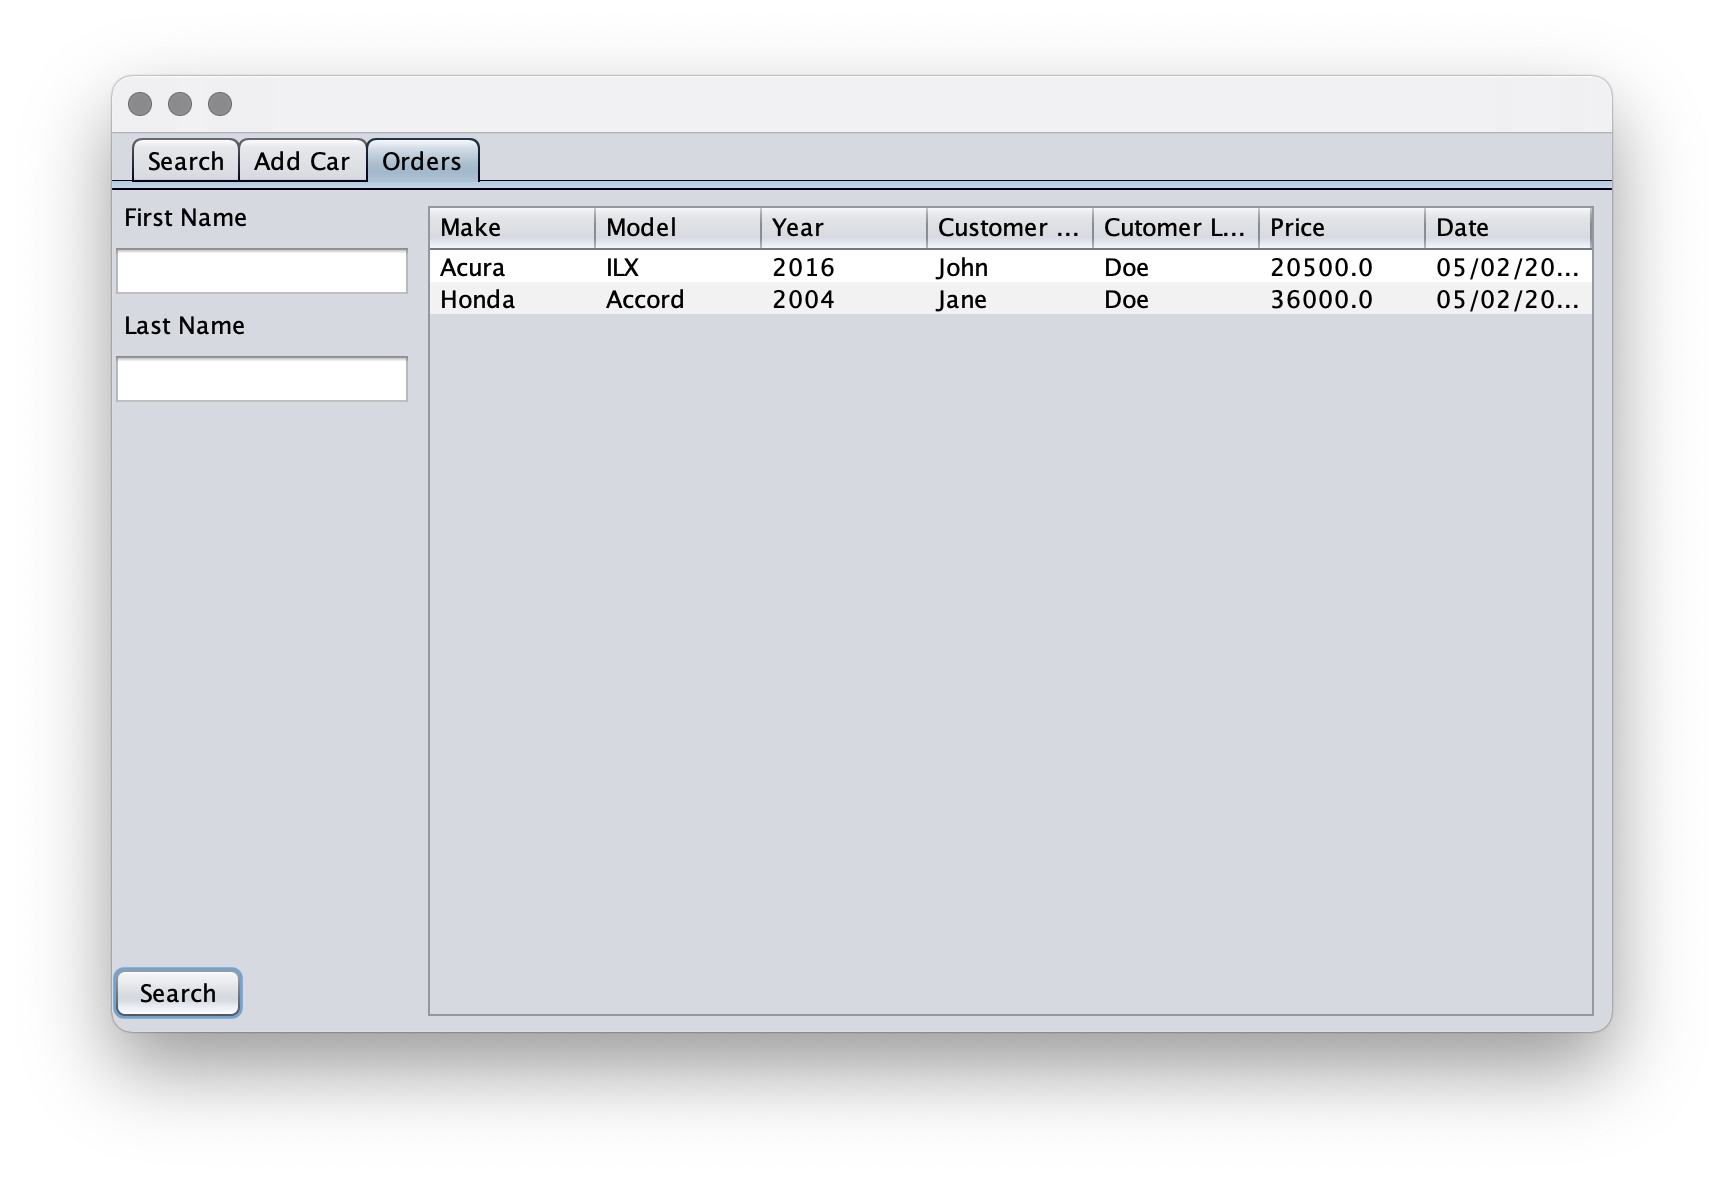 Search Add Car Orders
First Name
Last Name
Search
Make Model Year Customer ... Cutomer L... Price Date
Acura ILX 2016 John Doe 20500.0 05/02/20...
Honda Accord 2004 Jane Doe 36000.0 05/02/20...